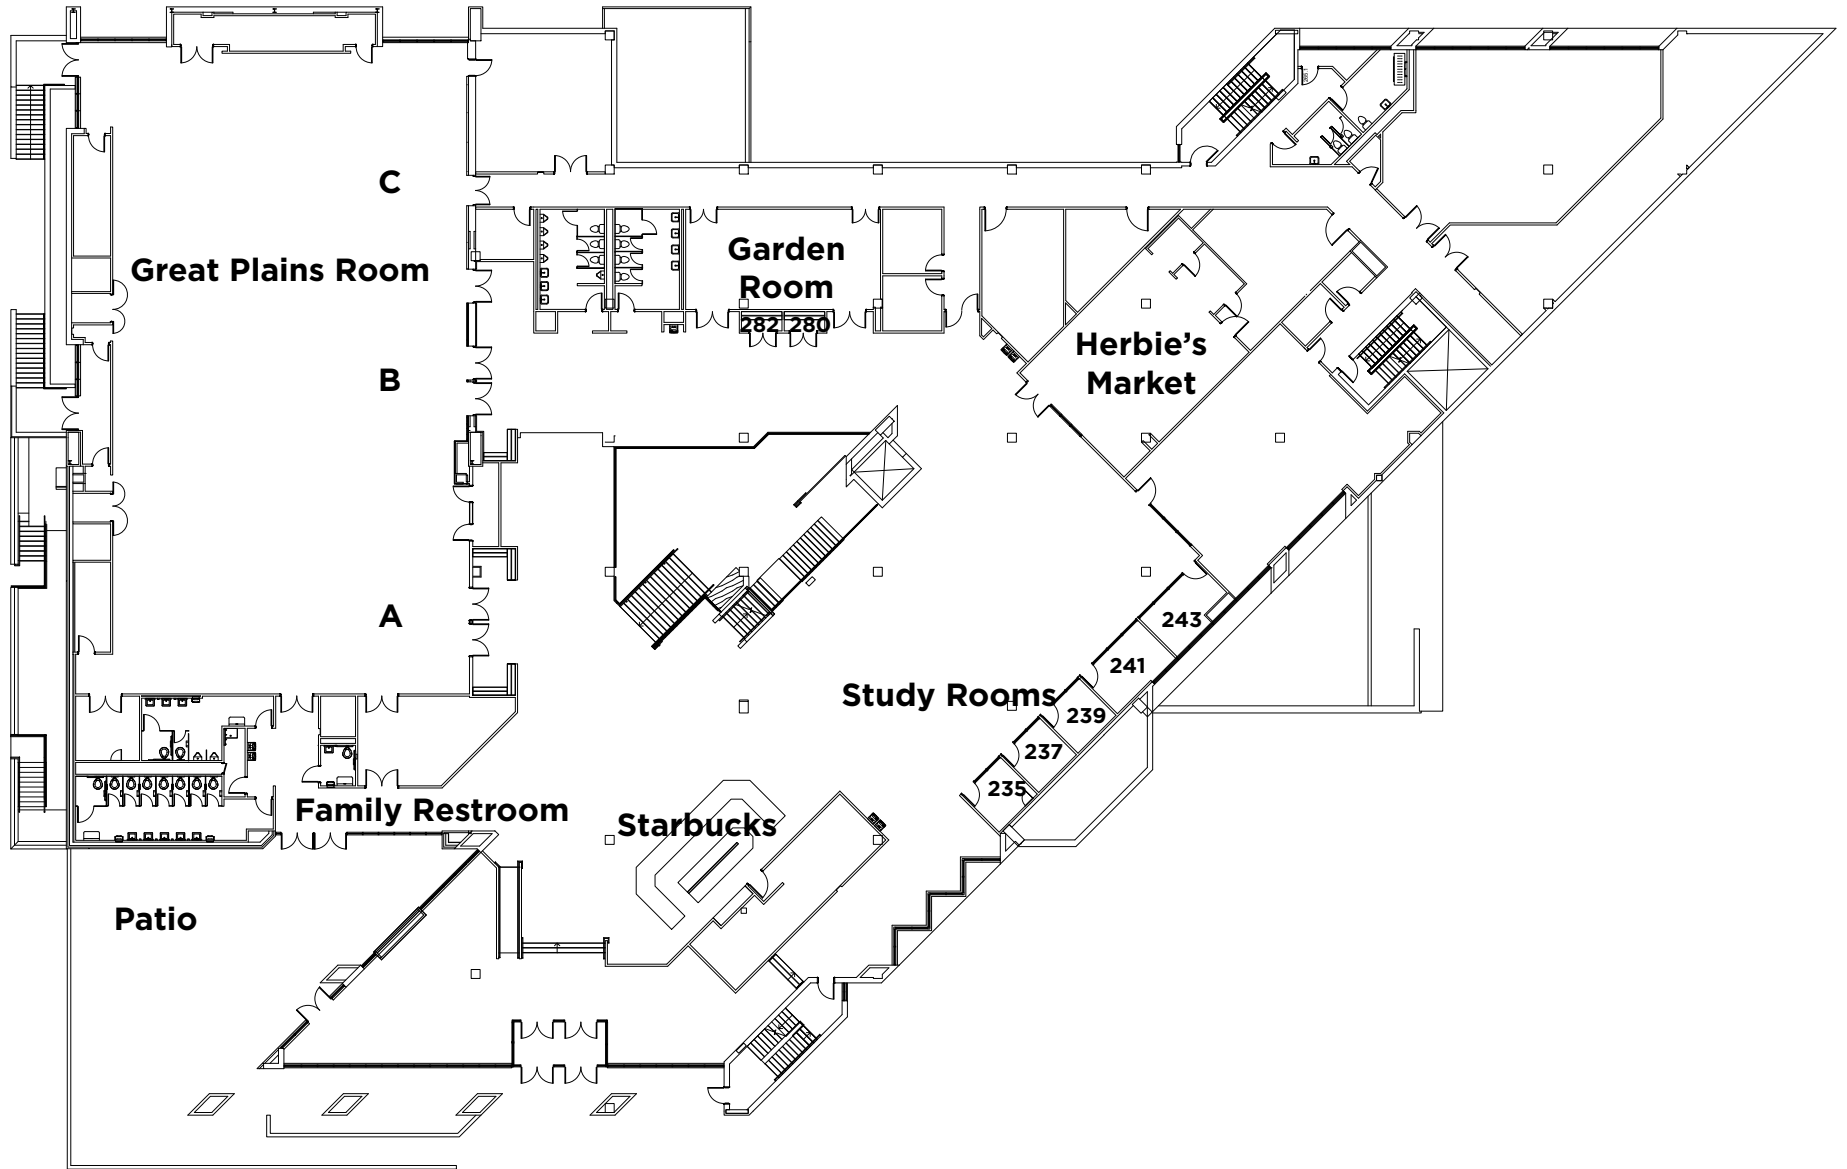 C
Great Plains Room
Garden
Room
282 280
Herbie's
Market
B
A
243
241
Study Rooms
239
237
235
Family Restroom
Starbucks
Patio